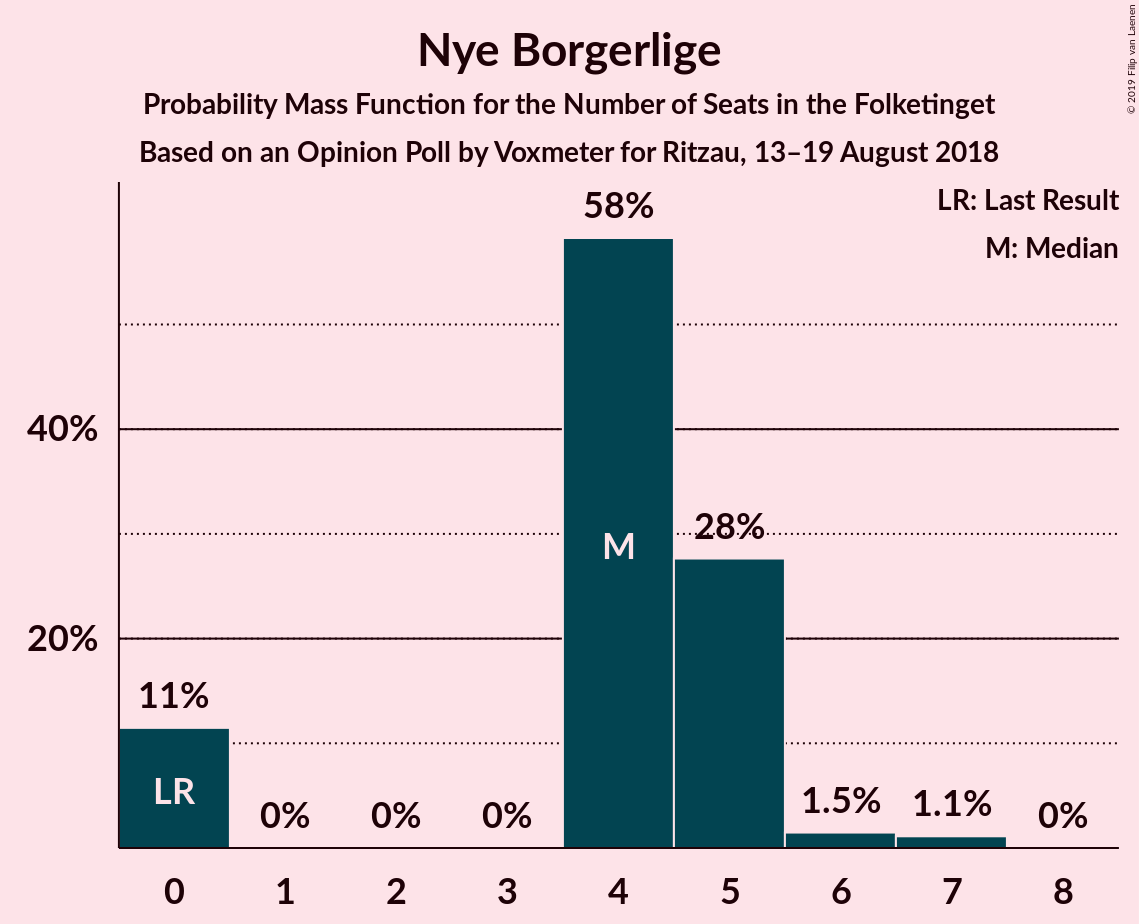 Nye Borgerlige
Probability Mass Function for the Number of Seats in the Folketinget
Based on an Opinion Poll by Voxmeter for Ritzau, 13–19 August 2018
© 2019 Filip van Laenen
LR: Last Result
M: Median
58%
40%
28%
M
20%
11%
LR
0%
0%
0%
1.5%
1.1%
0%
0
1
2
3
4
5
6
7
8